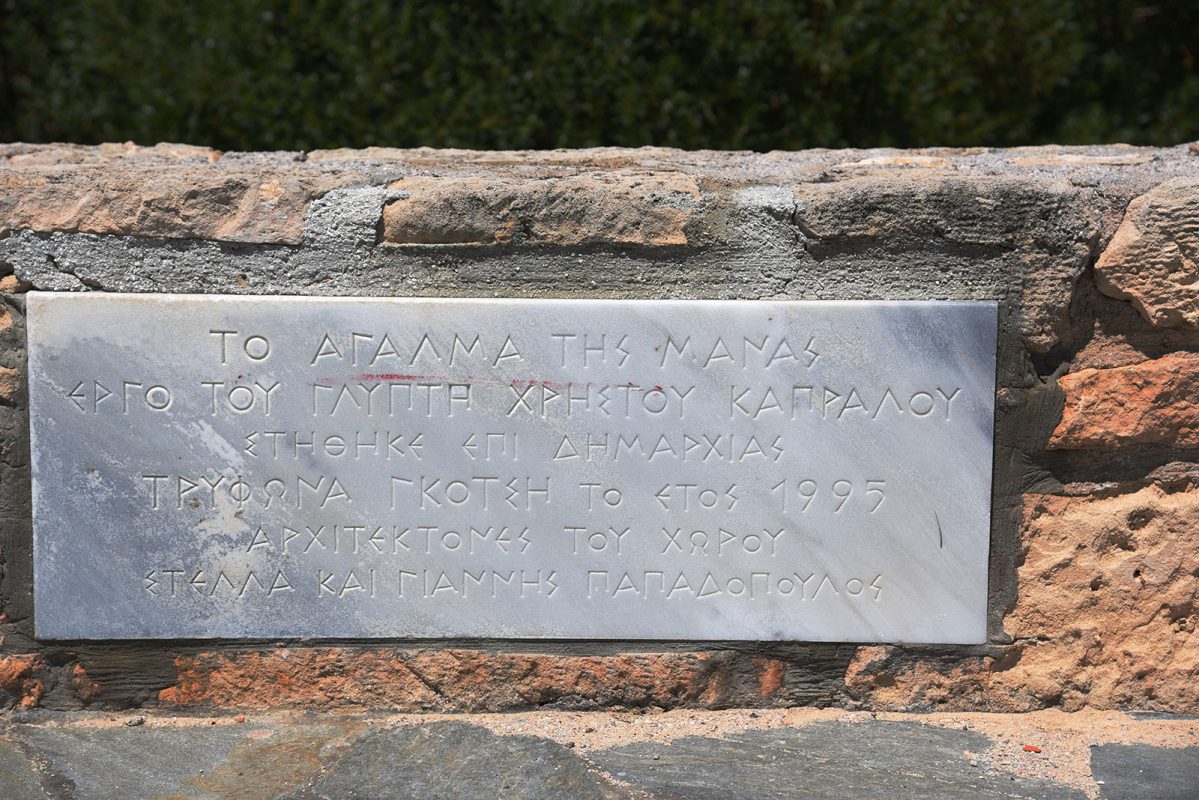 ΤΟ ΑΓΑΛΜΑ ΤΗΣ ΜΑΝΑΣ
ΕΡΓΟ ΤΟΥ ΓΛΥΠΤΗ ΧΡΗΣΤΟΥ ΚΑΠΡΑΛΟΥ
ΣΤΗΘΗΚΕ ΕΠΙ ΔΗΜΑΡΧΙΑΣ
ΤΡΥΦΩΝΑ ΓΚΟΤΣΗ ΤΟ ΕΤΟΣ 1995
ΑΡΧΙΤΕΚΤΟΝΕΣ ΤΟΥ ΧΩΡΟΥ
ΣΤΕΛΛΑ ΚΑΙ ΓΙΑΝΝΗΣ ΠΑΠΑΔΟΠΟΥΛΟΣ